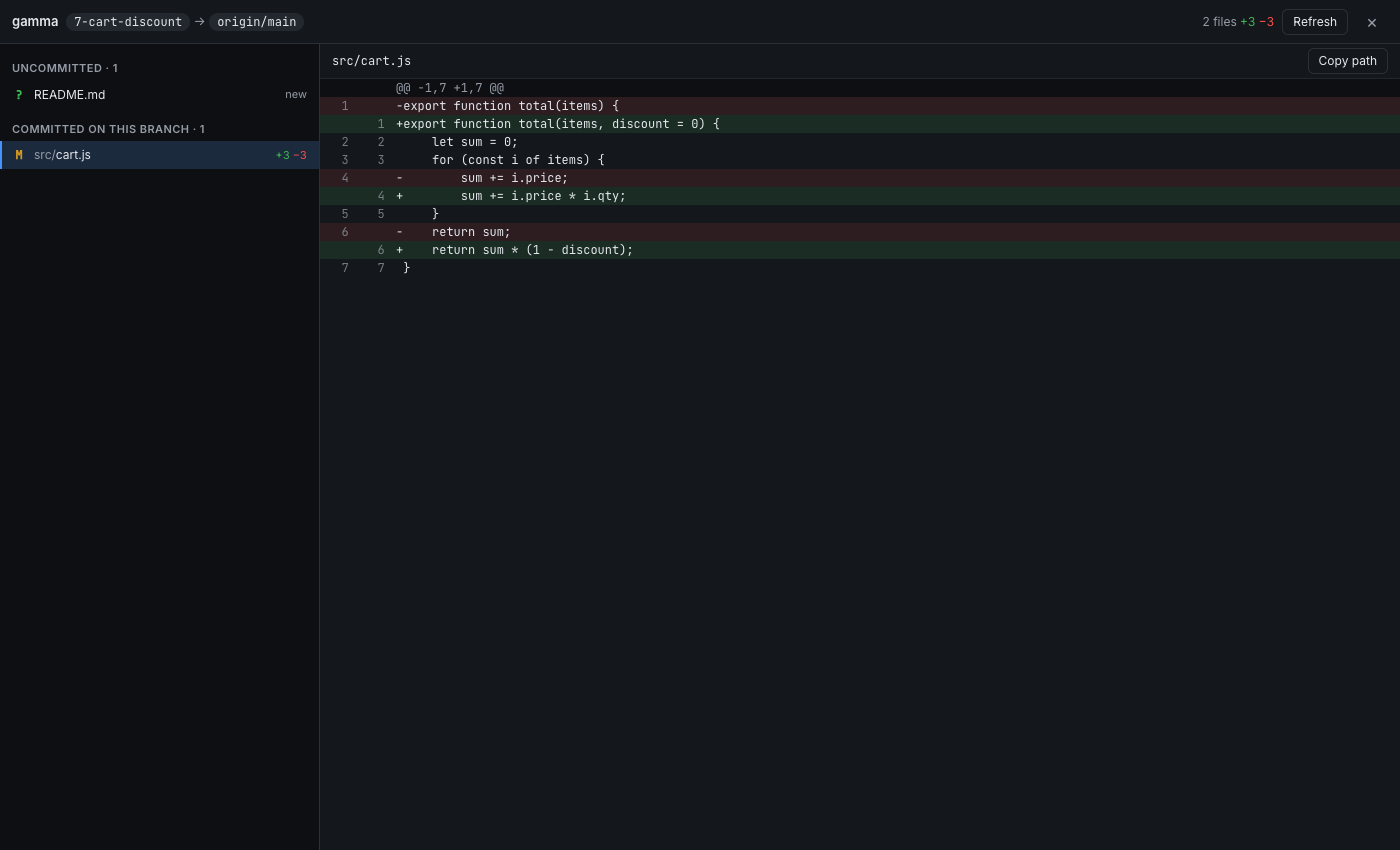 gamma 7-cart-discount → origin/main 2 files +3 −3 Refresh ×
UNCOMMITTED · 1
? README.md new
COMMITTED ON THIS BRANCH · 1
M src/cart.js +3 −3
src/cart.js Copy path
@@ -1,7 +1,7 @@
1 -export function total(items) {
1 +export function total(items, discount = 0) {
2 2 let sum = 0;
3 3 for (const i of items) {
4 - sum += i.price;
4 + sum += i.price * i.qty;
5 5 }
6 - return sum;
6 + return sum * (1 - discount);
7 7 }